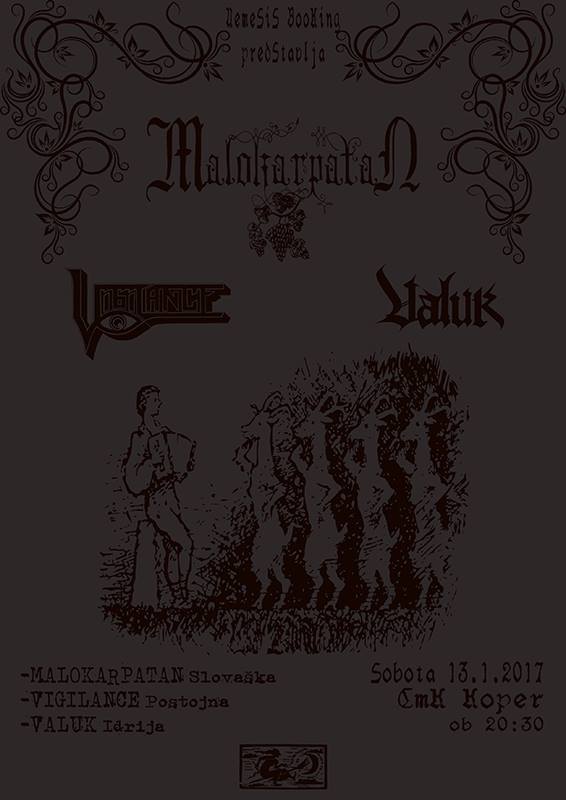 NemeSiS BooKing
predStavlja
MalokarpataN
VIGILANCE
Valuk
-MALOKARPATAN Slovaška
-VIGILANCE Postojna
-VALUK Idrija
Sobota 13.1.2017
CmK Koper
ob 20:30